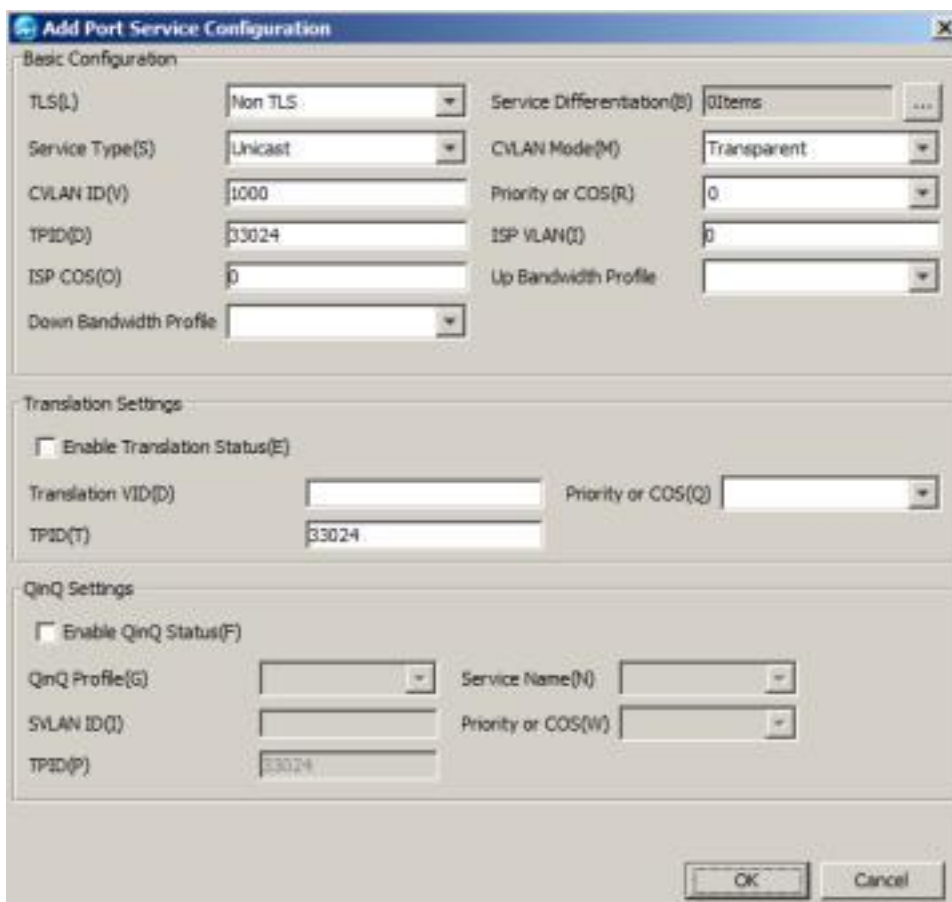 Add Port Service Configuration
Basic Configuration
TLS(L) Non TLS Service Differentiation(B) 0Items ...
Service Type(S) Unicast CVLAN Mode(M) Transparent
CVLAN ID(V) 1000 Priority or COS(R) 0
TPID(D) 33024 ISP VLAN(I) 0
ISP COS(O) 0 Up Bandwidth Profile
Down Bandwidth Profile
Translation Settings
Enable Translation Status(E)
Translation VID(D) Priority or COS(Q)
TPID(T) 33024
QinQ Settings
Enable QinQ Status(F)
QinQ Profile(G) Service Name(N)
SVLAN ID(I) Priority or COS(W)
TPID(P) 33024
OK Cancel